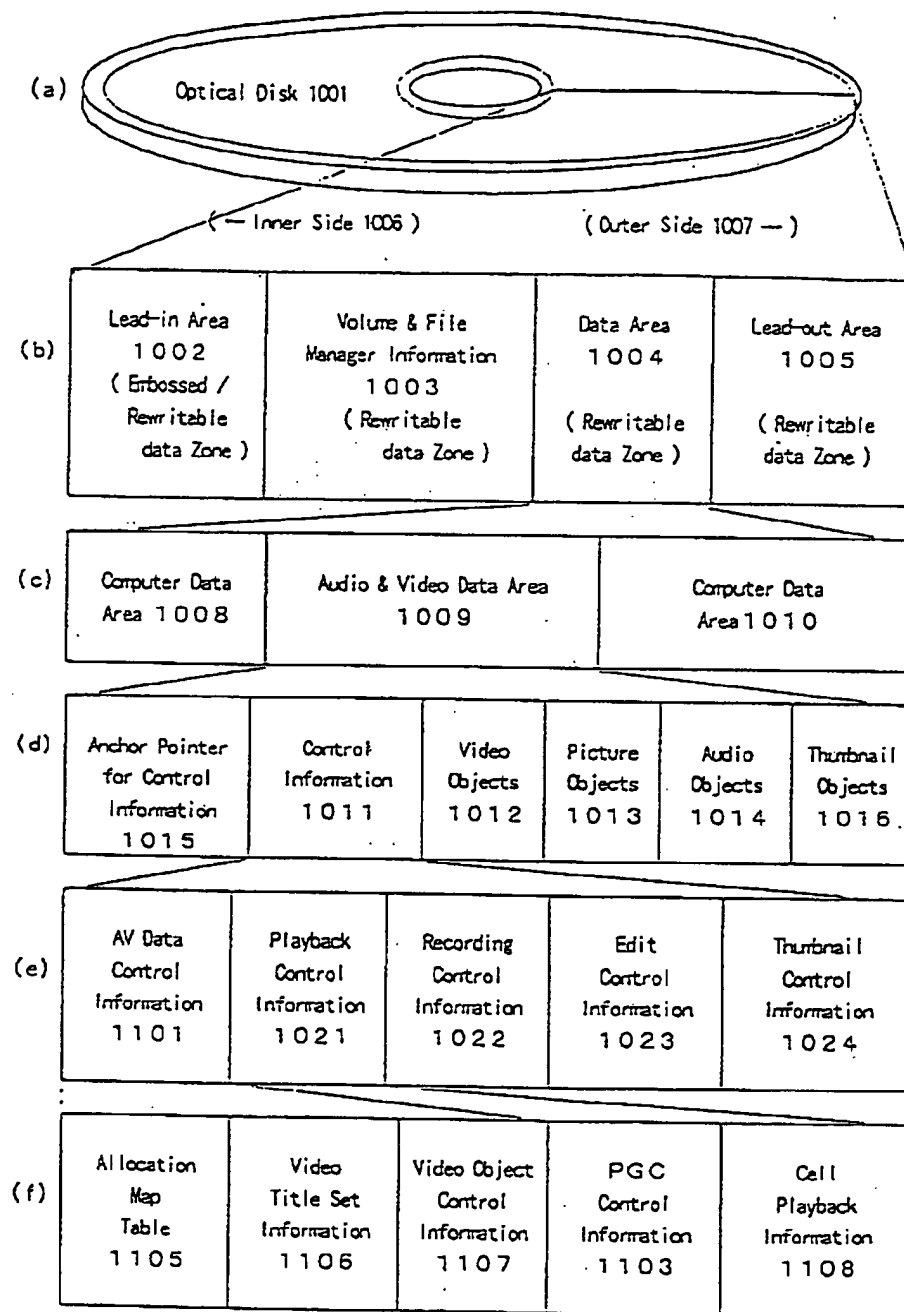 (a)
Optical Disk 1001
(← Inner Side 1006 )
( Outer Side 1007 — )
(b)
Lead-in Area
1002
( Embossed /
Rewritable
data Zone )
Volume & File
Manager Information
1003
( Rewritable
data Zone )
Data Area
1004
( Rewritable
data Zone )
Lead-out Area
1005
( Rewritable
data Zone )
(c)
Computer Data
Area 1008
Audio & Video Data Area
1009
Computer Data
Area 1010
(d)
Anchor Pointer
for Control
Information
1015
Control
Information
1011
Video
Objects
1012
Picture
Objects
1013
Audio
Objects
1014
Thumbnail
Objects
1016
(e)
AV Data
Control
Information
1101
Playback
Control
Information
1021
Recording
Control
Information
1022
Edit
Control
Information
1023
Thumbnail
Control
Information
1024
(f)
Allocation
Map
Table
1105
Video
Title Set
Information
1106
Video Object
Control
Information
1107
PGC
Control
Information
1103
Cell
Playback
Information
1108